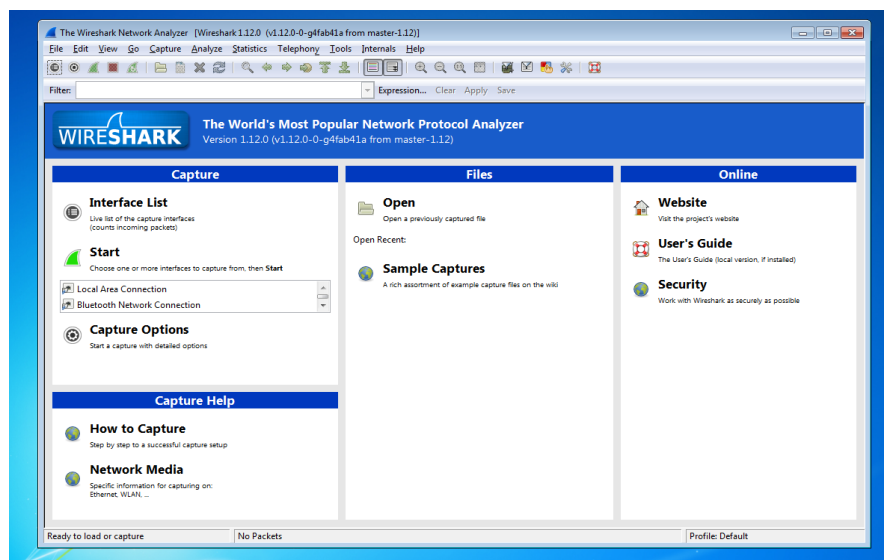 The Wireshark Network Analyzer [Wireshark 1.12.0 (v1.12.0-0-g4fab41a from master-1.12)]
File Edit View Go Capture Analyze Statistics Telephony Tools Internals Help
Filter: Expression... Clear Apply Save
WIRESHARK
The World's Most Popular Network Protocol Analyzer
Version 1.12.0 (v1.12.0-0-g4fab41a from master-1.12)
Capture
Interface List
Live list of the capture interfaces
(counts incoming packets)
Start
Choose one or more interfaces to capture from, then Start
Local Area Connection
Bluetooth Network Connection
Capture Options
Start a capture with detailed options
Capture Help
How to Capture
Step by step to a successful capture setup
Network Media
Specific information for capturing on:
Ethernet, WLAN, ...
Files
Open
Open a previously captured file
Open Recent:
Sample Captures
A rich assortment of example capture files on the wiki
Online
Website
Visit the project's website
User's Guide
The User's Guide (local version, if installed)
Security
Work with Wireshark as securely as possible
Ready to load or capture No Packets Profile: Default